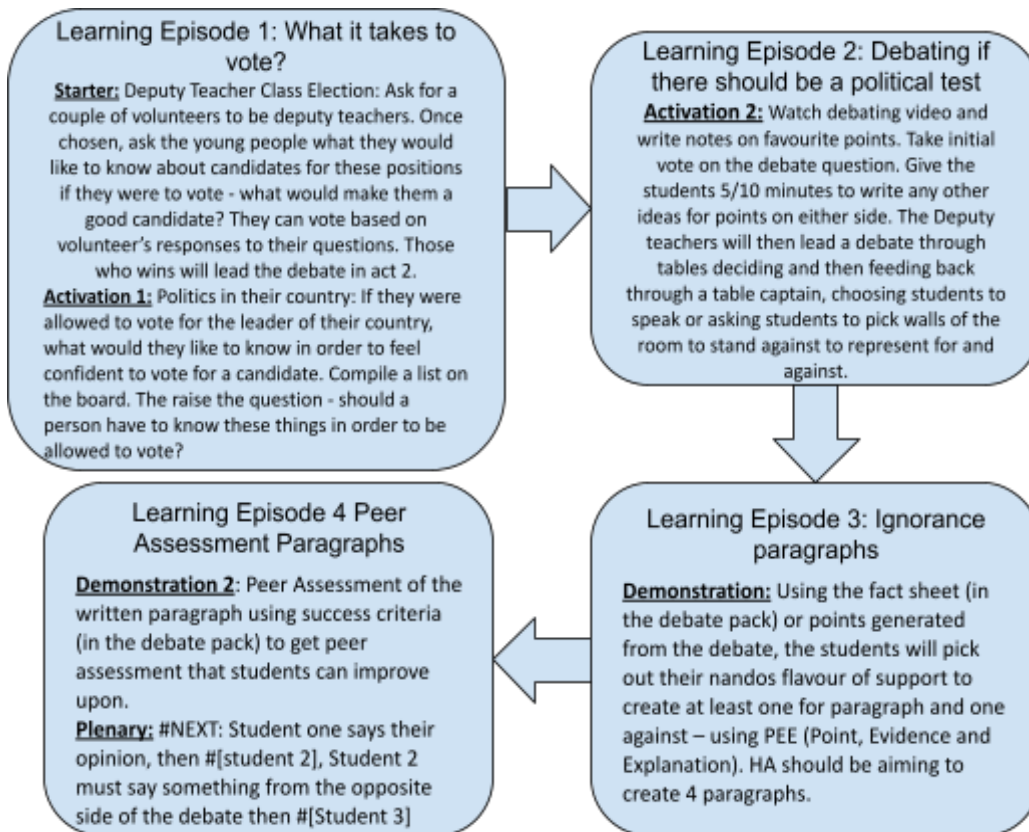 Learning Episode 1: What it takes to
vote?
Starter: Deputy Teacher Class Election: Ask for a
couple of volunteers to be deputy teachers. Once
chosen, ask the young people what they would
like to know about candidates for these positions
if they were to vote - what would make them a
good candidate? They can vote based on
volunteer's responses to their questions. Those
who wins will lead the debate in act 2.
Activation 1: Politics in their country: If they were
allowed to vote for the leader of their country,
what would they like to know in order to feel
confident to vote for a candidate. Compile a list on
the board. The raise the question - should a
person have to know these things in order to be
allowed to vote?
Learning Episode 2: Debating if
there should be a political test
Activation 2: Watch debating video and
write notes on favourite points. Take initial
vote on the debate question. Give the
students 5/10 minutes to write any other
ideas for points on either side. The Deputy
teachers will then lead a debate through
tables deciding and then feeding back
through a table captain, choosing students to
speak or asking students to pick walls of the
room to stand against to represent for and
against.
Learning Episode 3: Ignorance
paragraphs
Demonstration: Using the fact sheet (in
the debate pack) or points generated
from the debate, the students will pick
out their nandos flavour of support to
create at least one for paragraph and one
against – using PEE (Point, Evidence and
Explanation). HA should be aiming to
create 4 paragraphs.
Learning Episode 4 Peer
Assessment Paragraphs
Demonstration 2: Peer Assessment of the
written paragraph using success criteria
(in the debate pack) to get peer
assessment that students can improve
upon.
Plenary: #NEXT: Student one says their
opinion, then #[student 2], Student 2
must say something from the opposite
side of the debate then #[Student 3]